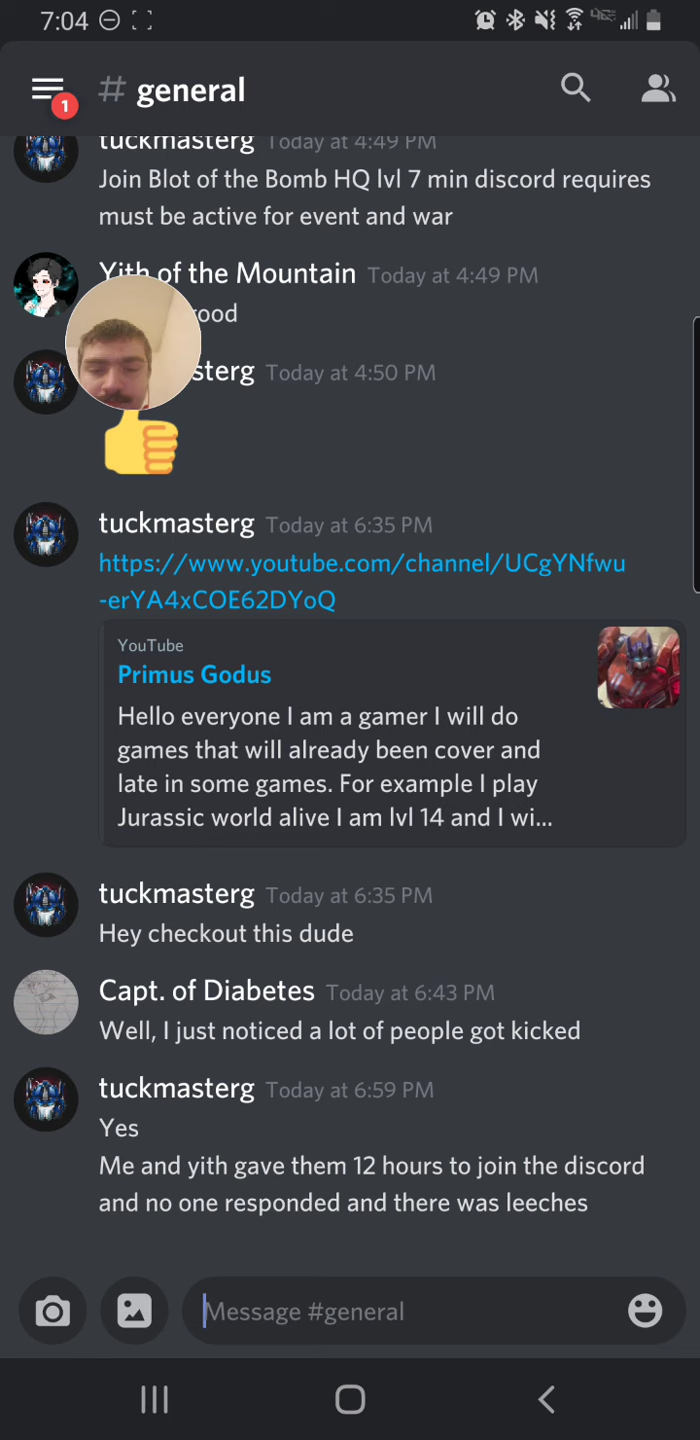 7:04
1
# general
tuckmasterg Today at 4:49 PM
Join Blot of the Bomb HQ lvl 7 min discord requires
must be active for event and war
Yith of the Mountain Today at 4:49 PM
sterg Today at 4:50 PM
tuckmasterg Today at 6:35 PM
https://www.youtube.com/channel/UCgYNfwu
-erYA4xCOE62DYoQ
YouTube
Primus Godus
Hello everyone I am a gamer I will do
games that will already been cover and
late in some games. For example I play
Jurassic world alive I am lvl 14 and I wi...
tuckmasterg Today at 6:35 PM
Hey checkout this dude
Capt. of Diabetes Today at 6:43 PM
Well, I just noticed a lot of people got kicked
tuckmasterg Today at 6:59 PM
Yes
Me and yith gave them 12 hours to join the discord
and no one responded and there was leeches
Message #general